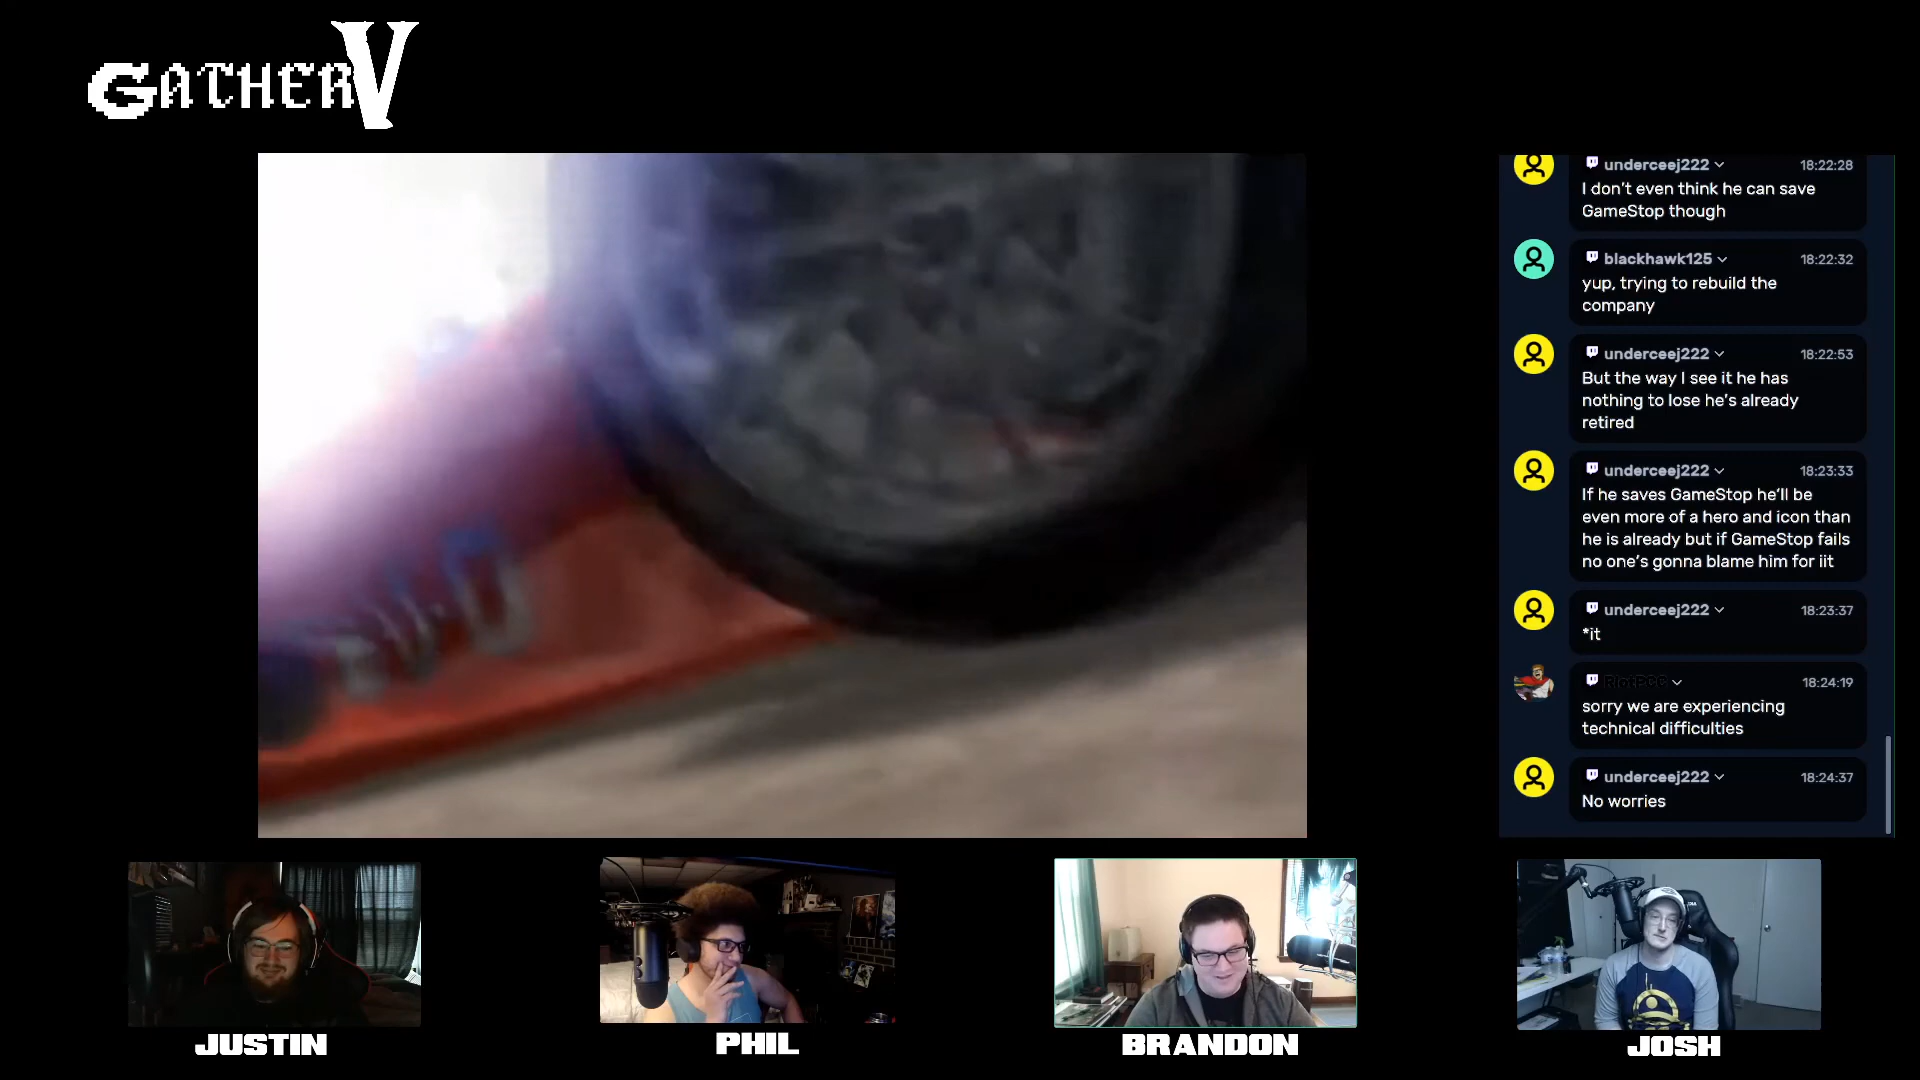 GATHERV
underceej222
18:22:28
I don't even think he can save
GameStop though
blackhawk125
18:22:32
yup, trying to rebuild the
company
underceej222
18:22:53
But the way I see it he has
nothing to lose he's already
retired
underceej222
18:23:33
If he saves GameStop he'll be
even more of a hero and icon than
he is already but if GameStop fails
no one's gonna blame him for iit
underceej222
18:23:37
*it
18:24:19
sorry we are experiencing
technical difficulties
underceej222
18:24:37
No worries
JUSTIN
PHIL
BRANDON
JOSH